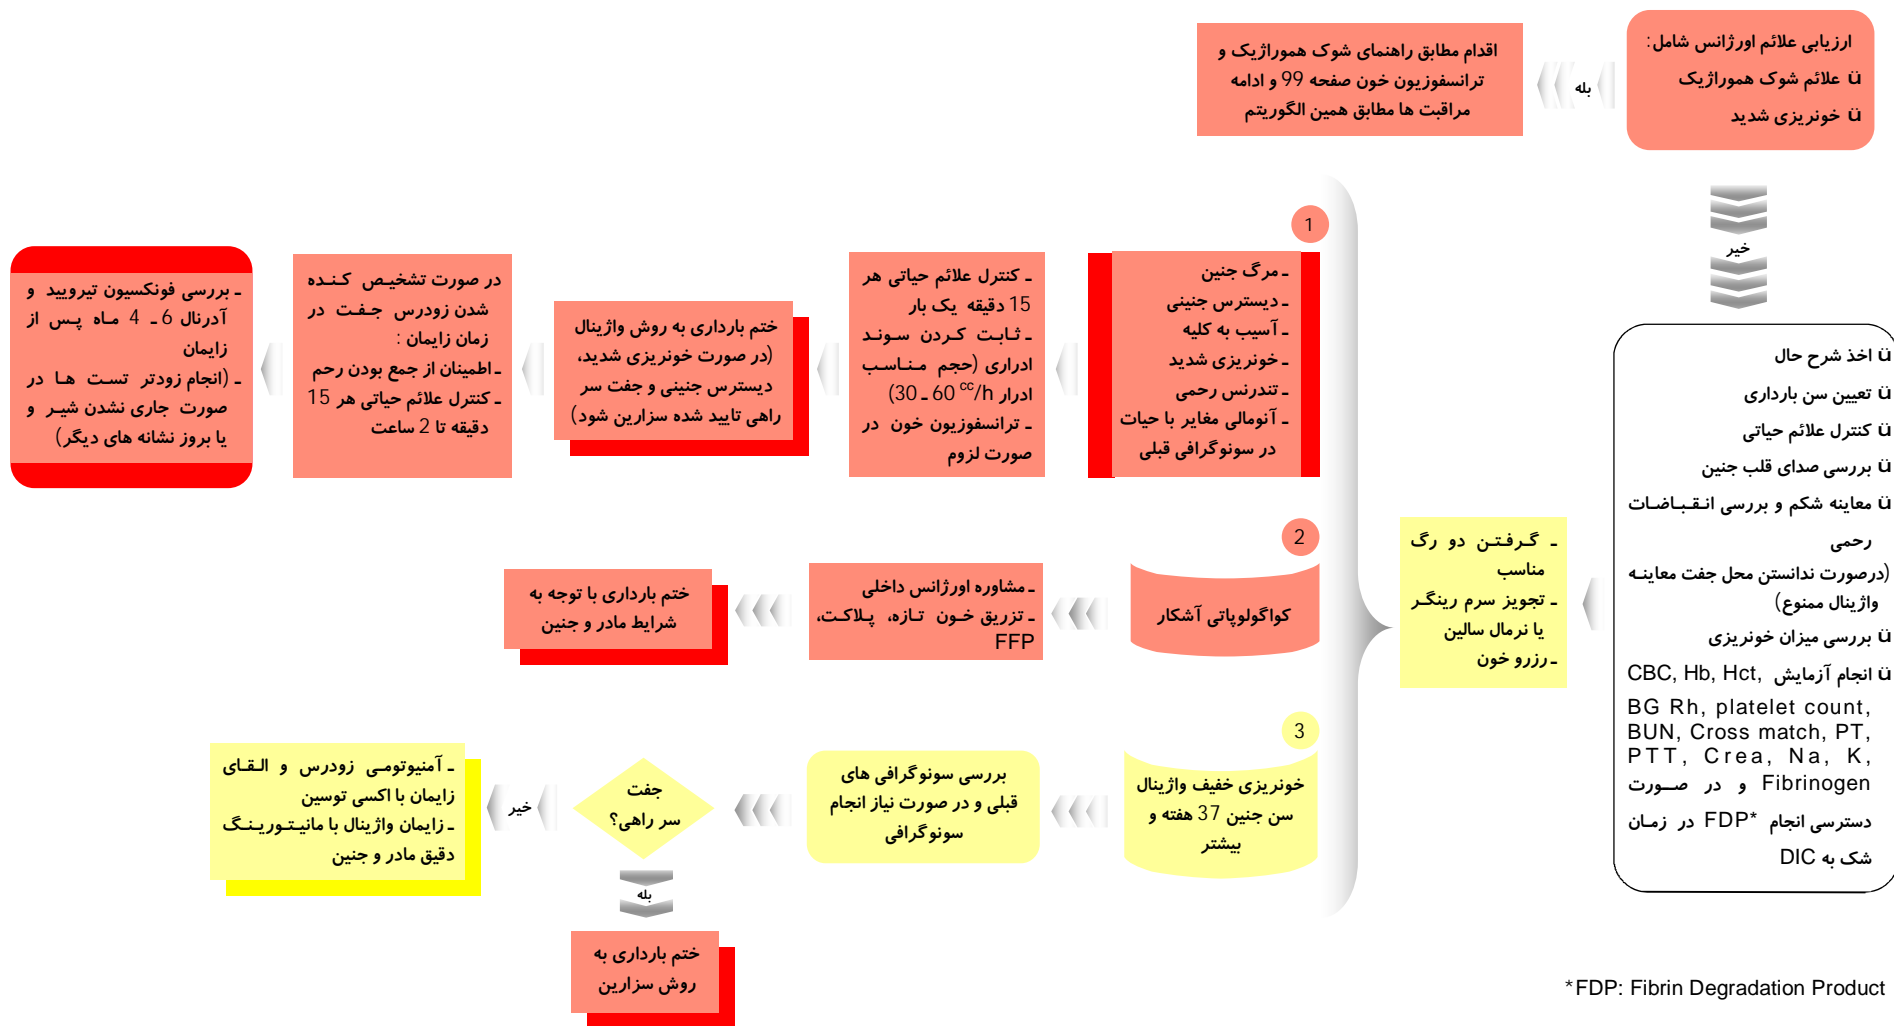 ارزیابی علائم اورژانس شامل:
ü علائم شوک هموراژیک
ü خونریزی شدید
بله
اقدام مطابق راهنمای شوک هموراژیک و
ترانسفوزیون خون صفحه 99 و ادامه
مراقبت ها مطابق همین الگوریتم
خیر
ü اخذ شرح حال
ü تعیین سن بارداری
ü کنترل علائم حیاتی
ü بررسی صدای قلب جنین
ü معاینه شکم و بررسی انقباضات
رحمی
(درصورت ندانستن محل جفت معاینه
واژینال ممنوع)
ü بررسی میزان خونریزی
ü انجام آزمایش CBC, Hb, Hct,
BG Rh, platelet count,
BUN, Cross match, PT,
PTT, Crea, Na, K,
Fibrinogen و در صورت
دسترسی انجام FDP* در زمان
شک به DIC
ـ گرفتن دو رگ
مناسب
ـ تجویز سرم رینگر
یا نرمال سالین
ـ رزرو خون
1
ـ مرگ جنین
ـ دیسترس جنینی
ـ آسیب به کلیه
ـ خونریزی شدید
ـ تندرنس رحمی
ـ آنومالی مغایر با حیات
در سونوگرافی قبلی
ـ کنترل علائم حیاتی هر
15 دقیقه یک بار
ـ ثابت کردن سوند
ادراری (حجم مناسب
ادرار 30 ـ 60 cc/h)
ـ ترانسفوزیون خون در
صورت لزوم
ختم بارداری به روش واژینال
(در صورت خونریزی شدید،
دیسترس جنینی و جفت سر
راهی تایید شده سزارین شود)
در صورت تشخیص کنده
شدن زودرس جفت در
زمان زایمان :
ـ اطمینان از جمع بودن رحم
ـ کنترل علائم حیاتی هر 15
دقیقه تا 2 ساعت
ـ بررسی فونکسیون تیرویید و
آدرنال 6 ـ 4 ماه پس از
زایمان
ـ (انجام زودتر تست ها در
صورت جاری نشدن شیر و
یا بروز نشانه های دیگر)
2
کواگولوپاتی آشکار
ـ مشاوره اورژانس داخلی
ـ تزریق خون تازه، پلاکت،
FFP
ختم بارداری با توجه به
شرایط مادر و جنین
3
خونریزی خفیف واژینال
سن جنین 37 هفته و
بیشتر
بررسی سونوگرافی های
قبلی و در صورت نیاز انجام
سونوگرافی
جفت
سر راهی؟
خیر
ـ آمنیوتومی زودرس و القای
زایمان با اکسی توسین
ـ زایمان واژینال با مانیتورینگ
دقیق مادر و جنین
بله
ختم بارداری به
روش سزارین
*FDP: Fibrin Degradation Product